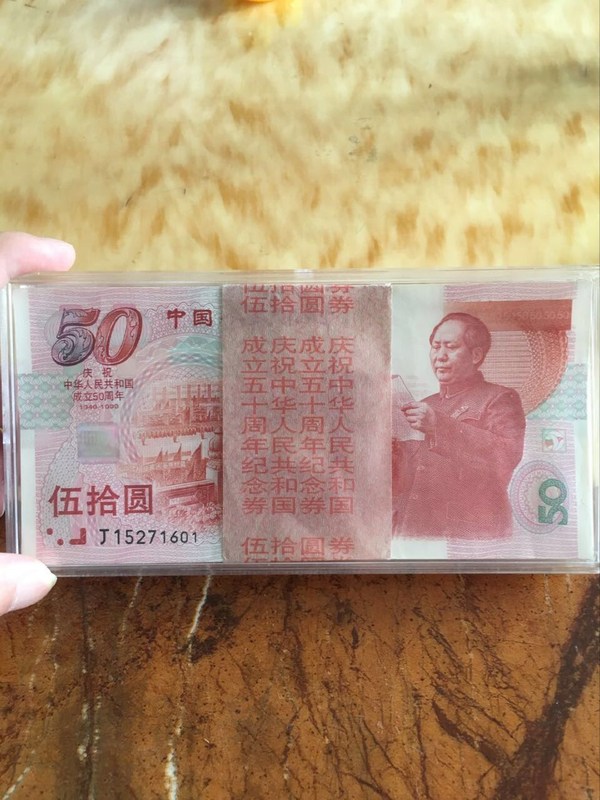 50
中国
庆祝
中华人民共和国
成立50周年
1949-1999
伍拾圆
J15271601
伍拾圆券
庆祝中华人民共和国
成立五十周年纪念券
庆祝中华人民共和国
成立五十周年纪念券
伍拾圆券
50